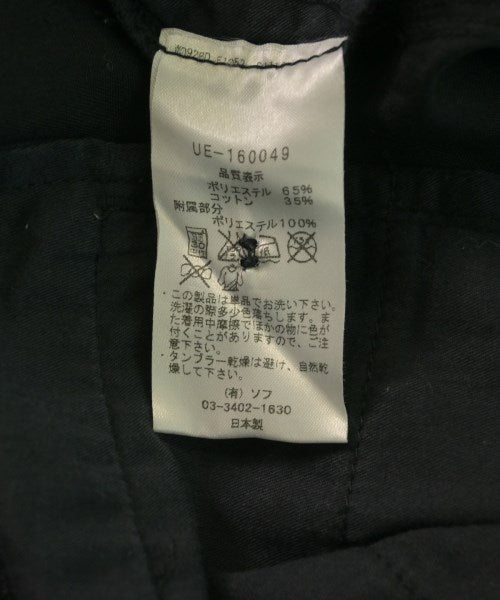 UE-160049
品質表示
ポリエステル 65%
コットン 35%
附属部分
ポリエステル100%
・この製品は単品でお洗い下さい。
洗濯の際多少色落ちします。ま
た着用中摩擦でほかの物に色が
付くことがありますので、ご注
意下さい。
・タンブラー乾燥は避け、自然乾
燥して下さい。
(有) ソフ
03-3402-1630
日本製